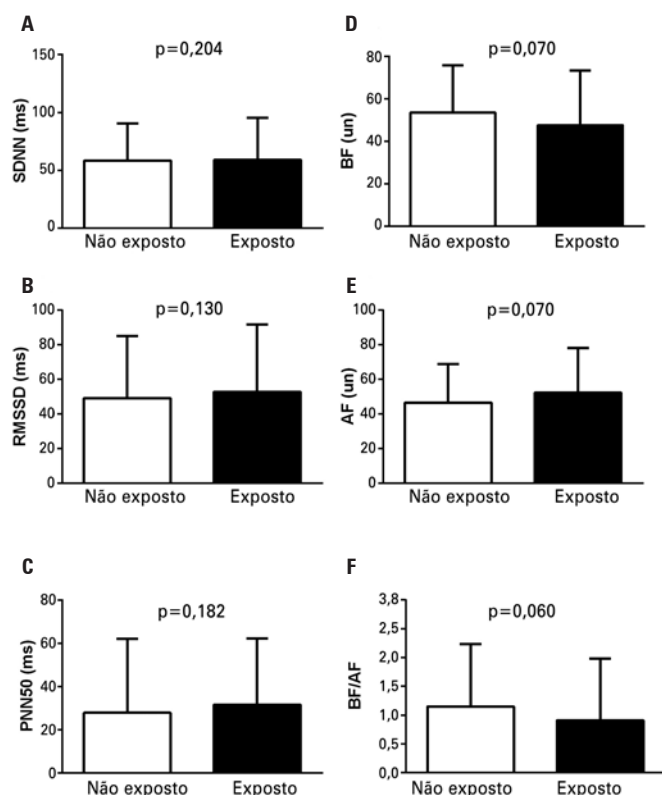 A
p=0,204
150
100
50
0
SDNN (ms)
Não exposto Exposto
B
p=0,130
100
80
60
40
20
0
RMSSD (ms)
Não exposto Exposto
C
p=0,182
80
60
40
20
0
PNN50 (ms)
Não exposto Exposto
D
p=0,070
80
60
40
20
0
BF (un)
Não exposto Exposto
E
p=0,070
100
80
60
40
20
0
AF (un)
Não exposto Exposto
F
p=0,060
3,8
2,2
1,5
1,0
0,5
0,0
BF/AF
Não exposto Exposto